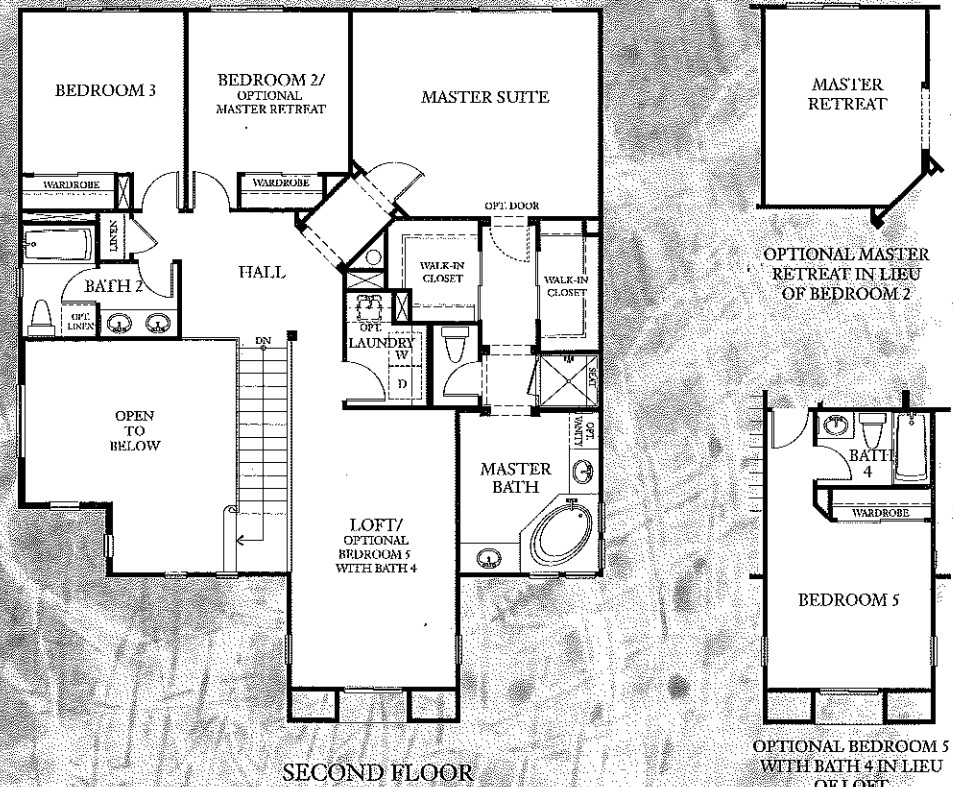 BEDROOM 3
BEDROOM 2/
OPTIONAL
MASTER RETREAT
MASTER SUITE
MASTER
RETREAT
WARDROBE
WARDROBE
OPT. DOOR
LINEN
HALL
WALK-IN
CLOSET
WALK-IN
CLOSET
OPTIONAL MASTER
RETREAT IN LIEU
OF BEDROOM 2
BATH 2
OPT.
LINEN
OPT.
LAUNDRY
W
D
SEAT
DN
OPEN
TO
BELOW
OPT.
VANITY
MASTER
BATH
BATH
4
WARDROBE
LOFT/
OPTIONAL
BEDROOM 5
WITH BATH 4
BEDROOM 5
SECOND FLOOR
OPTIONAL BEDROOM 5
WITH BATH 4 IN LIEU
OF LOFT